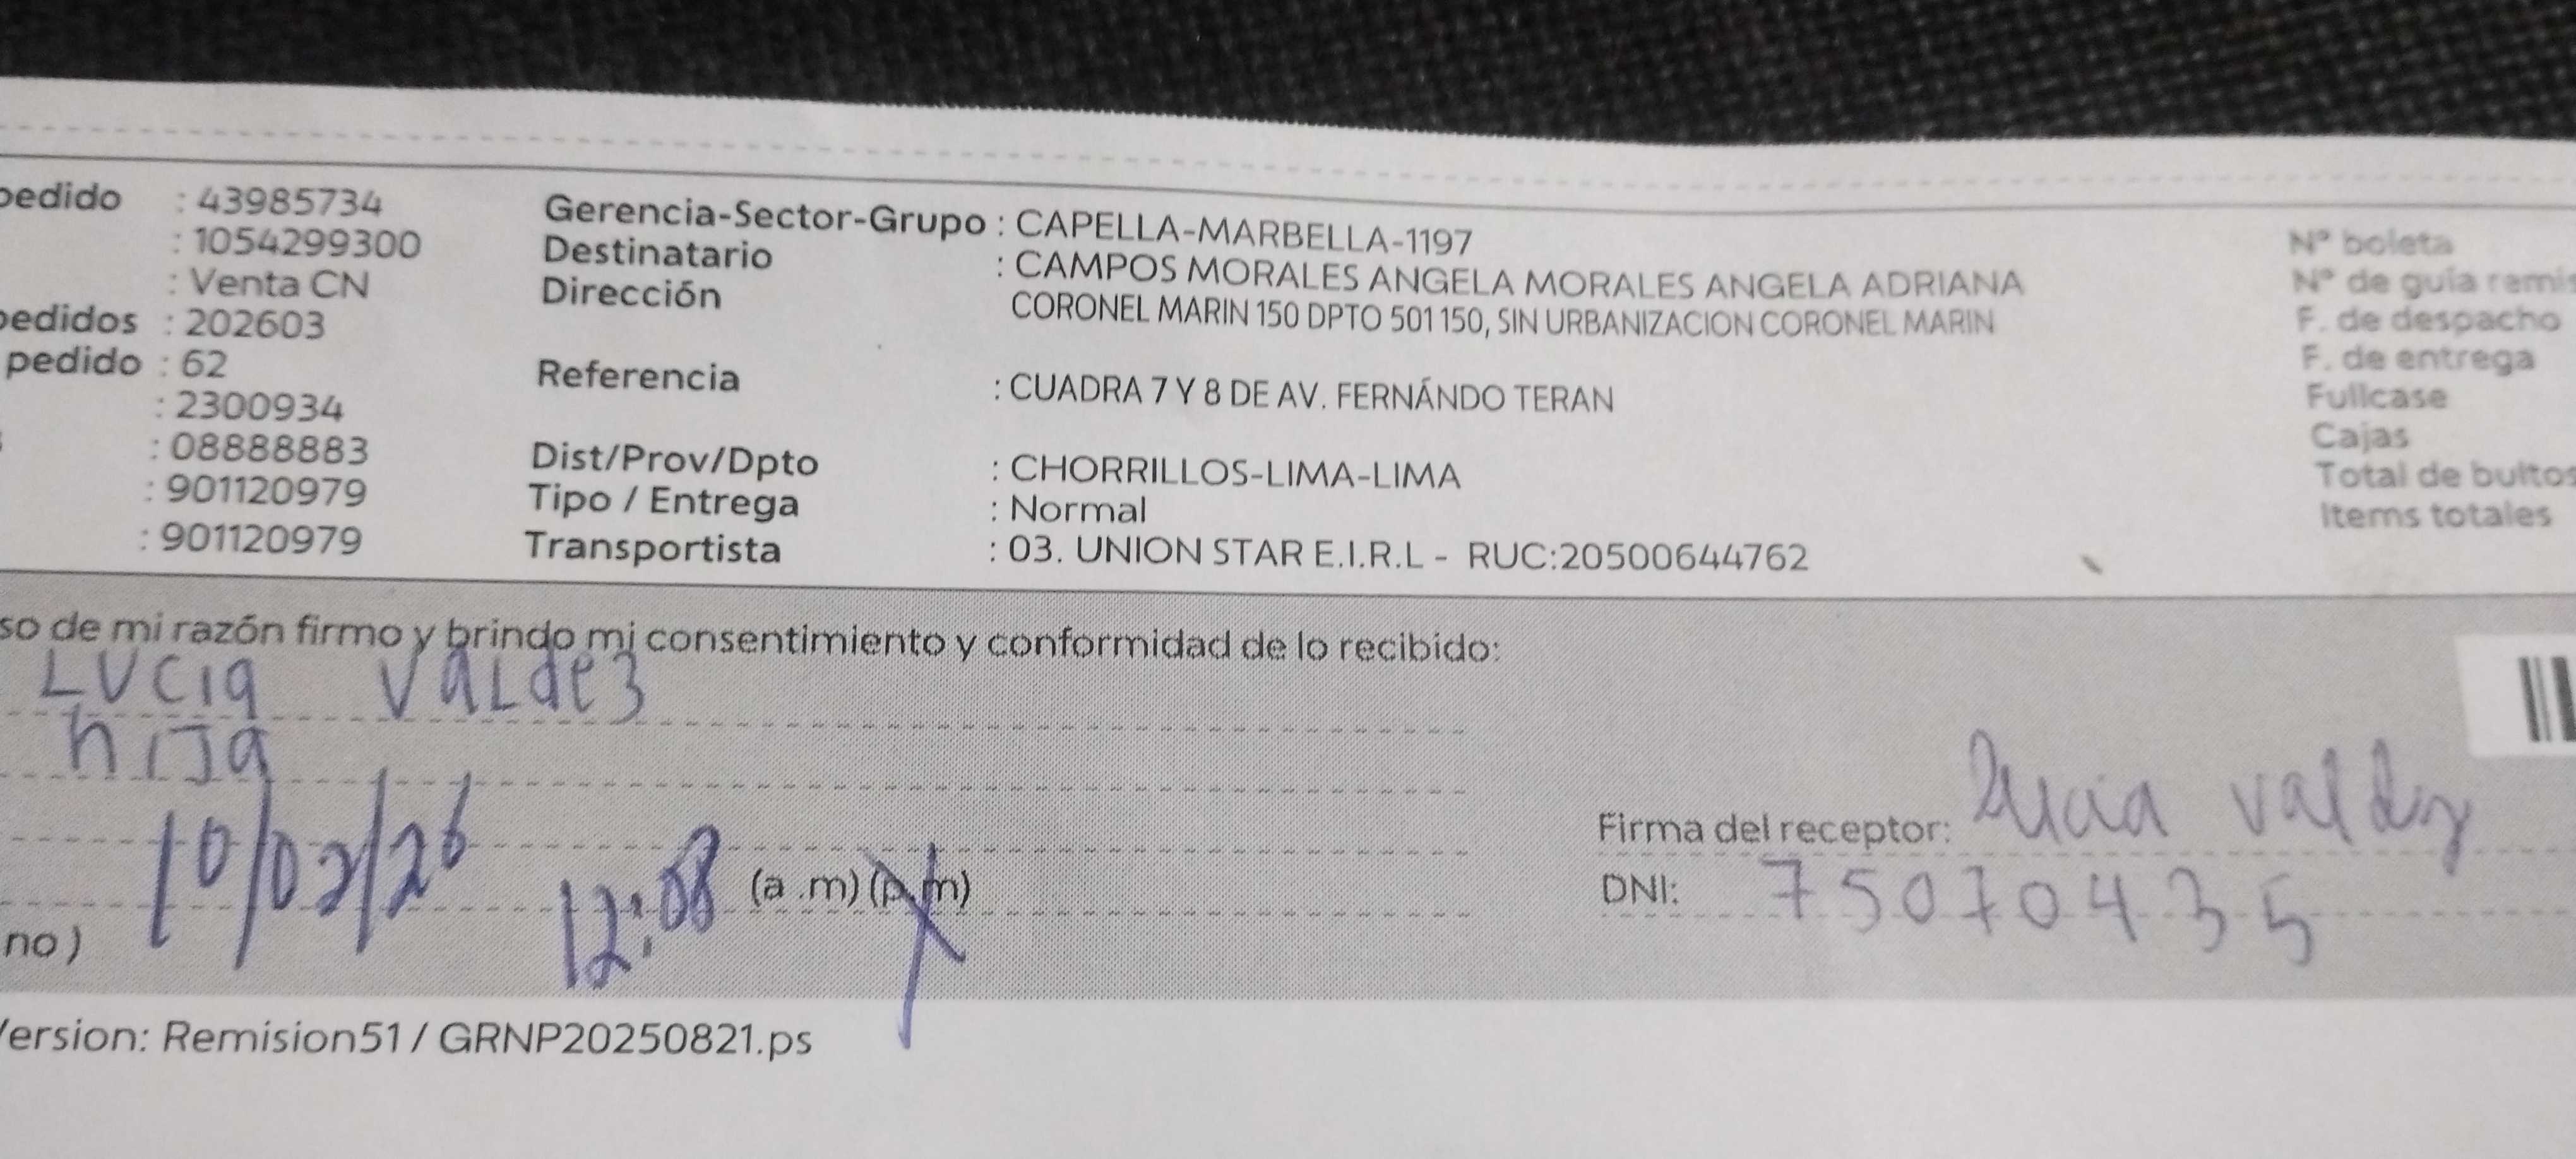 pedido : 43985734
: 1054299300
: Venta CN
pedidos : 202603
pedido : 62
: 2300934
: 08888883
: 901120979
: 901120979
Gerencia-Sector-Grupo : CAPELLA-MARBELLA-1197
Destinatario : CAMPOS MORALES ANGELA MORALES ANGELA ADRIANA
Dirección CORONEL MARIN 150 DPTO 501 150, SIN URBANIZACION CORONEL MARIN
Referencia : CUADRA 7 Y 8 DE AV. FERNÁNDO TERAN
Dist/Prov/Dpto : CHORRILLOS-LIMA-LIMA
Tipo / Entrega : Normal
Transportista : 03. UNION STAR E.I.R.L - RUC:20500644762
N° boleta
N° de guía remis
F. de despacho
F. de entrega
Fullcase
Cajas
Total de bultos
Items totales
so de mi razón firmo y brindo mi consentimiento y conformidad de lo recibido:
Lucia Valdez
hija
10/02/26
12:08 (a .m) (p.m)
no )
Firma del receptor: Lucia Valdez
DNI: 75070435
Version: Remision51 / GRNP20250821.ps